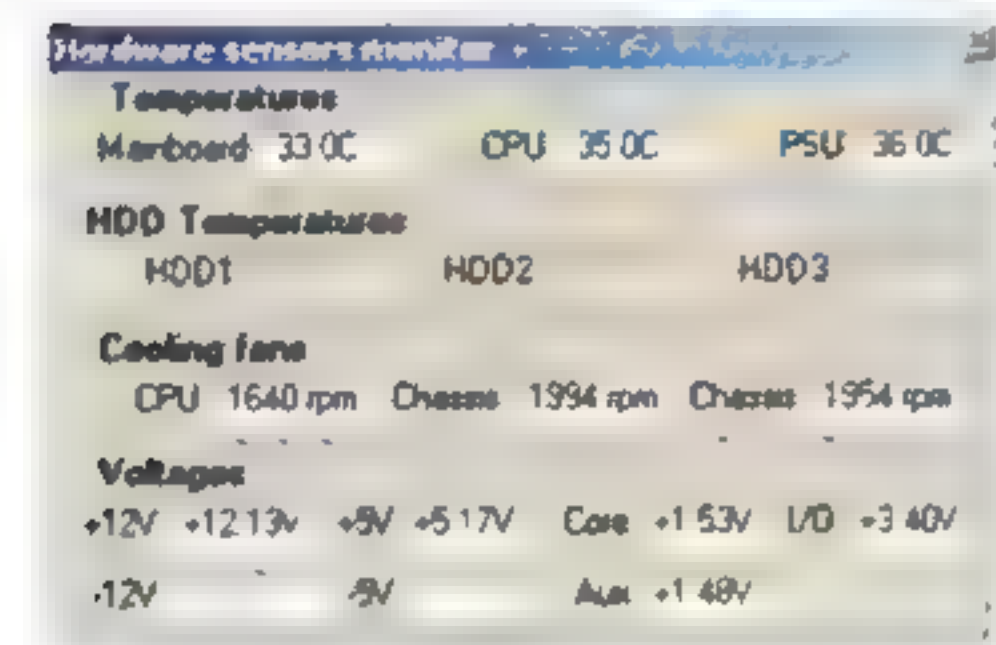 Hardware sensors monitor -
Temperatures
Mainboard 33 0C CPU 35 0C PSU 36 0C
HDD Temperatures
HDD1 HDD2 HDD3
Cooling fans
CPU 1640 rpm Chassis 1994 rpm Chassis 1954 rpm
Voltages
+12V +12.13v +5V +5.17V Core +1.53V I/O +3.40V
-12V -5V Aux +1.48V